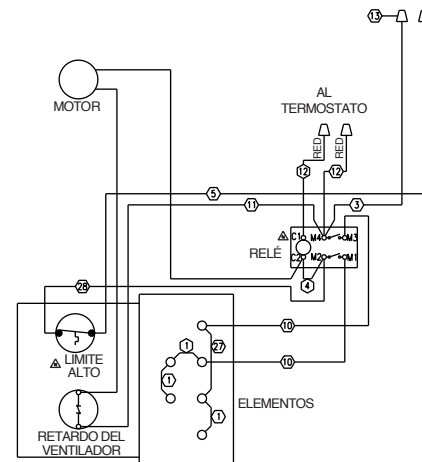 13
MOTOR
AL
TERMOSTATO
RED
RED
12
12
5
11
3
C1
M4
M3
RELÉ
C2
M2
M1
4
28
10
1
27
LÍMITE
ALTO
10
1
1
ELEMENTOS
RETARDO DEL
VENTILADOR